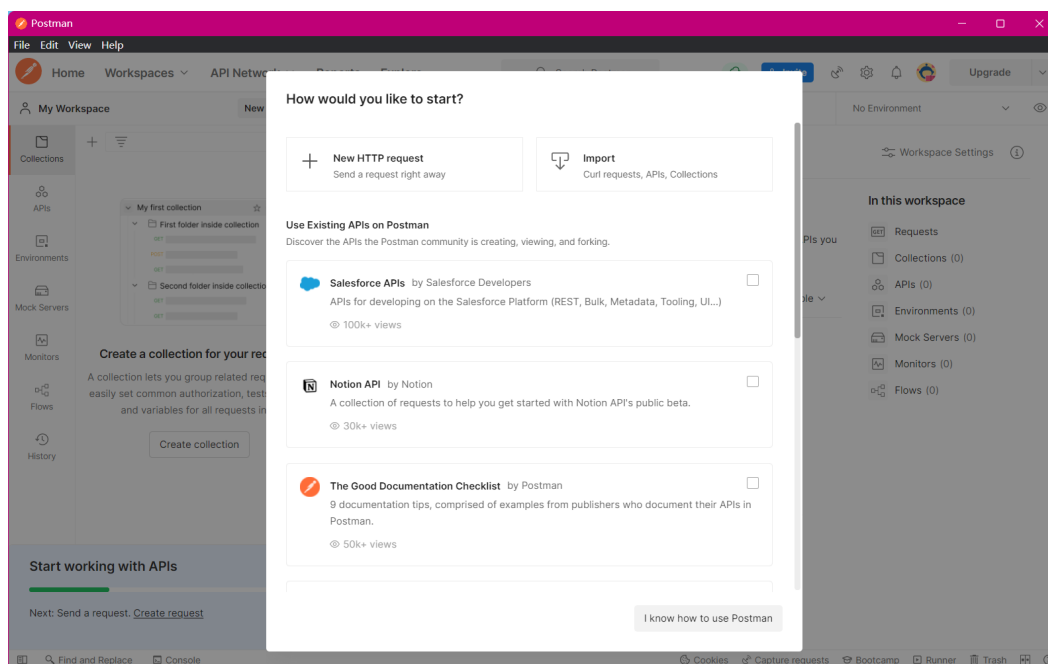 Postman
File Edit View Help
Home Workspaces API Network Reports Explore
Invite
Upgrade
My Workspace
New
No Environment
Collections
APIs
Environments
Mock Servers
Monitors
Flows
History
My first collection
First folder inside collection
GET
POST
GET
Second folder inside collectio
GET
GET
Create a collection for your req
A collection lets you group related req
easily set common authorization, test
and variables for all requests in
Create collection
Start working with APIs
Next: Send a request. Create request
How would you like to start?
New HTTP request
Send a request right away
Import
Curl requests, APIs, Collections
Use Existing APIs on Postman
Discover the APIs the Postman community is creating, viewing, and forking.
Salesforce APIs by Salesforce Developers
APIs for developing on the Salesforce Platform (REST, Bulk, Metadata, Tooling, UI...)
100k+ views
Notion API by Notion
A collection of requests to help you get started with Notion API's public beta.
30k+ views
The Good Documentation Checklist by Postman
9 documentation tips, comprised of examples from publishers who document their APIs in
Postman.
50k+ views
I know how to use Postman
PIs you
Workspace Settings
In this workspace
GET Requests
Collections (0)
APIs (0)
Environments (0)
Mock Servers (0)
Monitors (0)
Flows (0)
Find and Replace Console
Cookies Capture requests Bootcamp Runner Trash